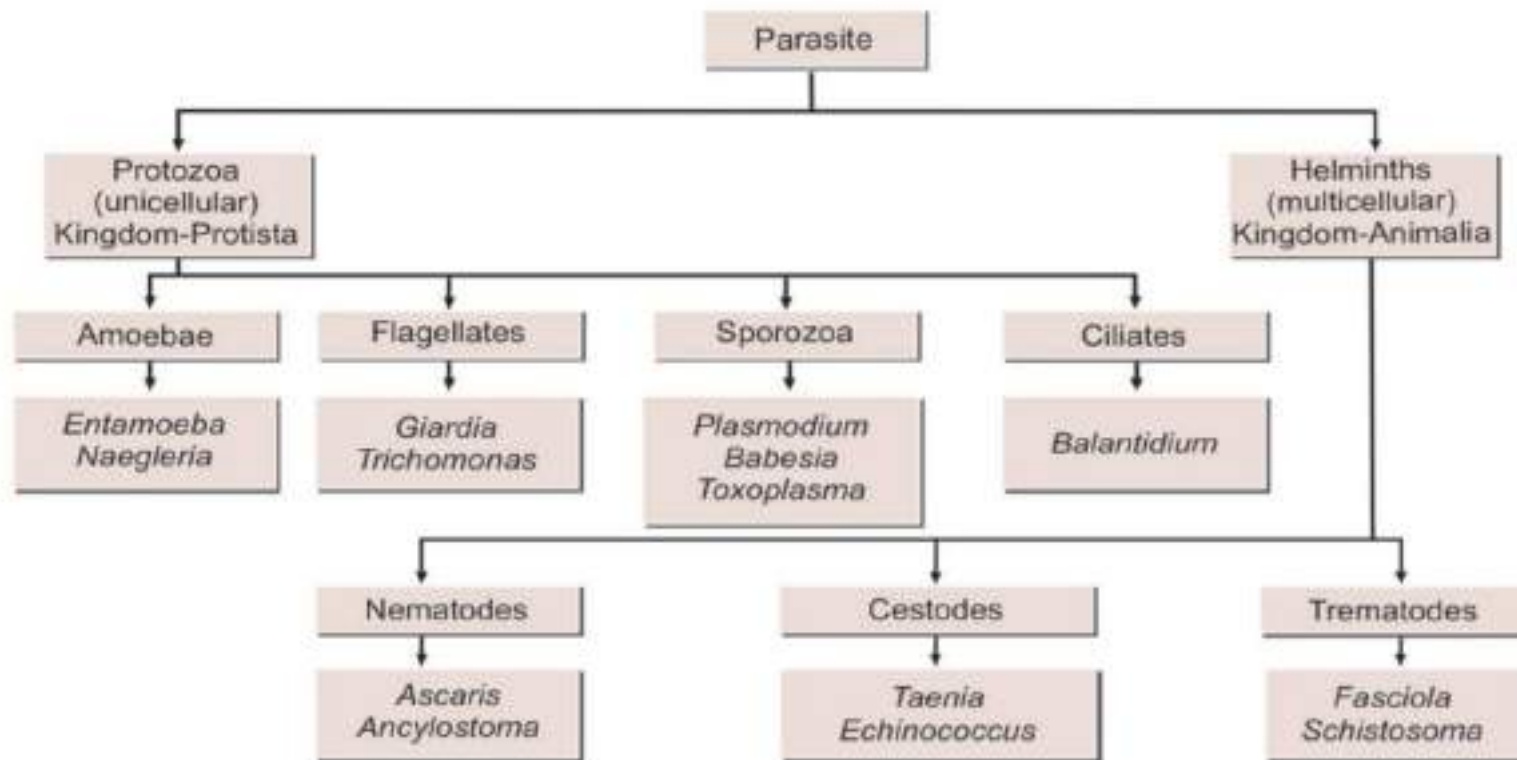 Parasite
Protozoa
(unicellular)
Kingdom-Protista
Helminths
(multicellular)
Kingdom-Animalia
Amoebae
Flagellates
Sporozoa
Ciliates
Entamoeba
Naegleria
Giardia
Trichomonas
Plasmodium
Babesia
Toxoplasma
Balantidium
Nematodes
Cestodes
Trematodes
Ascaris
Ancylostoma
Taenia
Echinococcus
Fasciola
Schistosoma